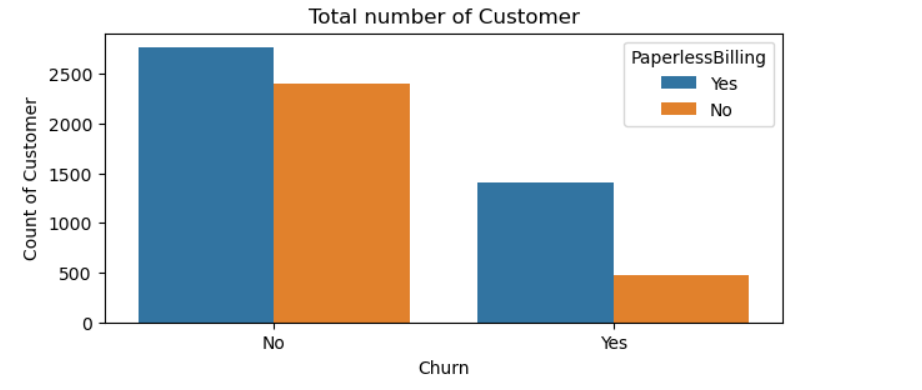 Total number of Customer
PaperlessBilling
Yes
No
Count of Customer
2500
2000
1500
1000
500
0
No
Yes
Churn